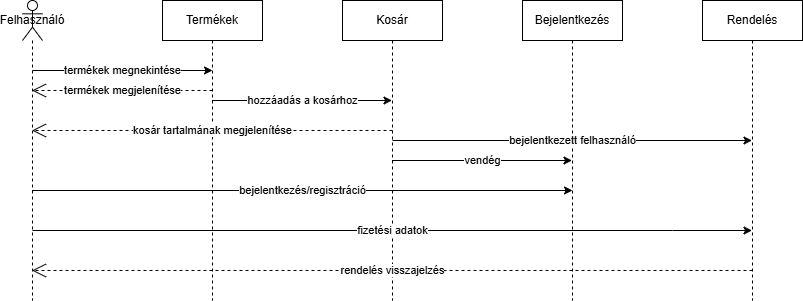 Felhasználó
Termékek
Kosár
Bejelentkezés
Rendelés
termékek megnekintése
termékek megjelenítése
hozzáadás a kosárhoz
kosár tartalmának megjelenítése
bejelentkezett felhasználó
vendég
bejelentkezés/regisztráció
fizetési adatok
rendelés visszajelzés